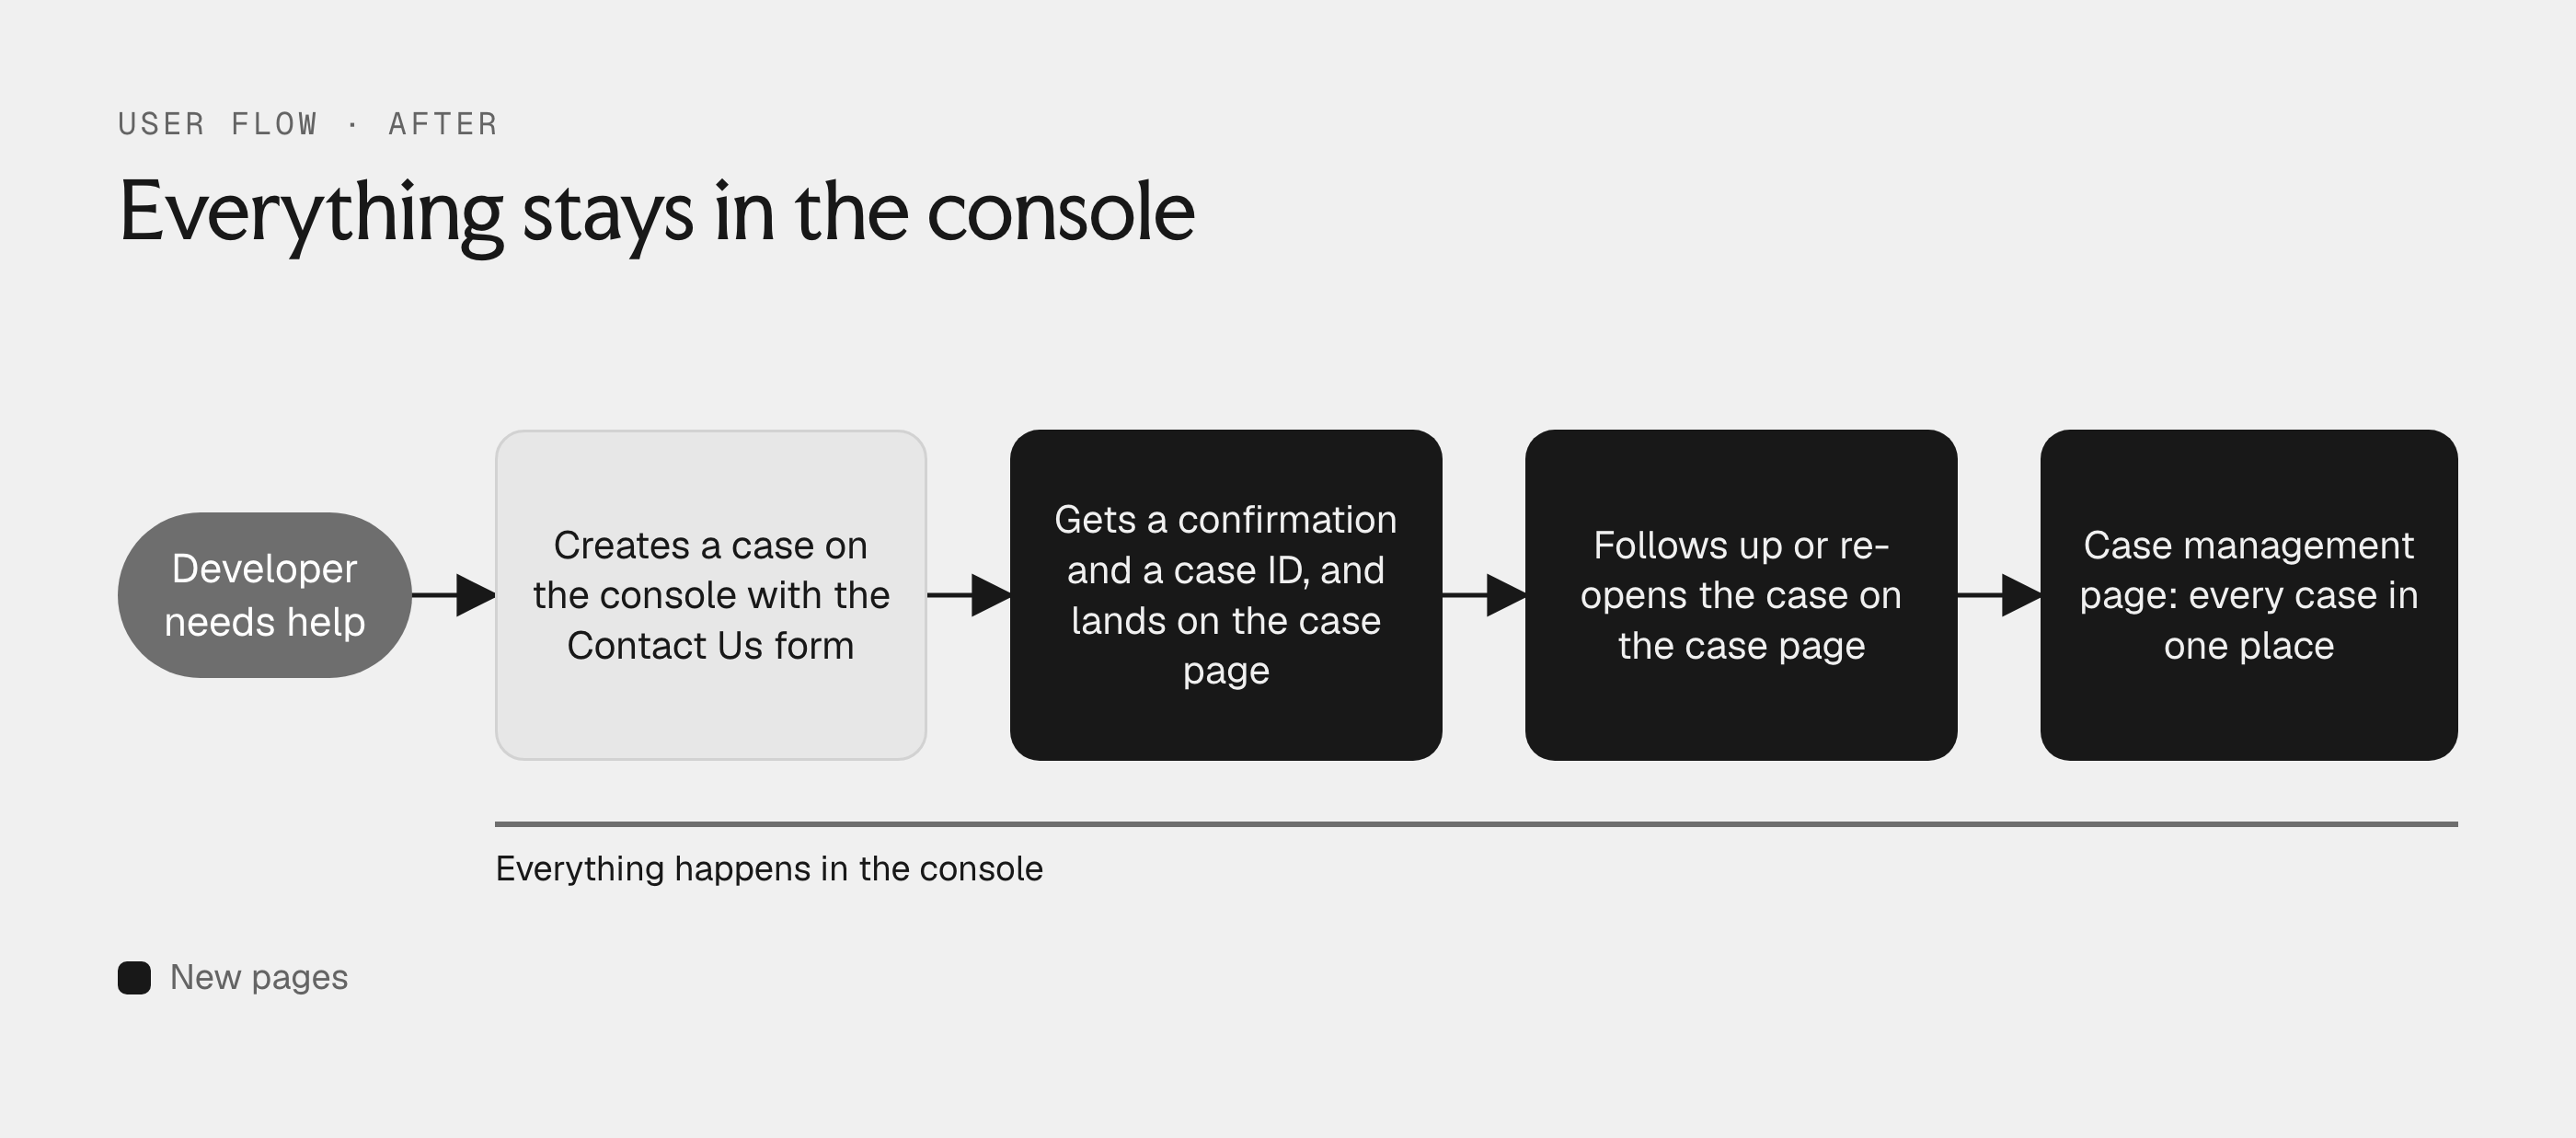 USER FLOW · AFTER
Everything stays in the console
Developer
needs help
Creates a case on
the console with the
Contact Us form
Gets a confirmation
and a case ID, and
lands on the case
page
Follows up or re-
opens the case on
the case page
Case management
page: every case in
one place
Everything happens in the console
New pages